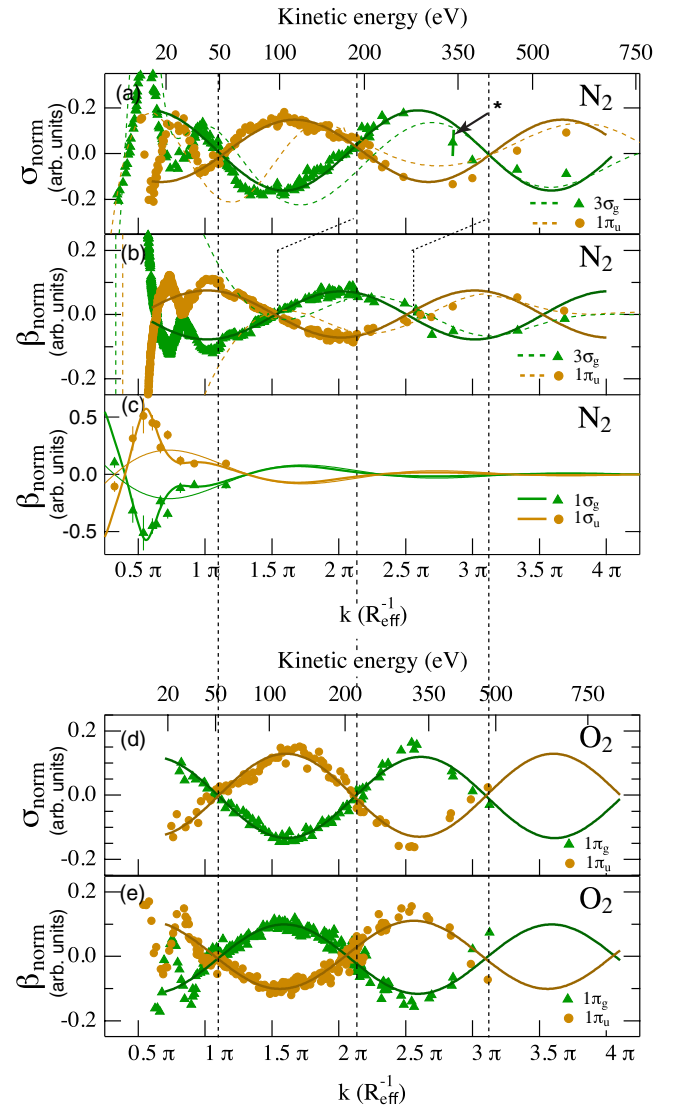 Kinetic energy (eV)
20 50 100 200 350 550 750
(a) N2 *
0.2
0.0
-0.2
σnorm
(arb. units)
3σg
1πu
(b) N2
0.2
0.0
-0.2
βnorm
(arb. units)
3σg
1πu
(c) N2
0.5
0.0
-0.5
βnorm
(arb. units)
1σg
1σu
0.5 π 1 π 1.5 π 2 π 2.5 π 3 π 3.5 π 4 π
k (Reff-1)
Kinetic energy (eV)
20 50 100 200 350 500 750
(d) O2
0.2
0.0
-0.2
σnorm
(arb. units)
1πg
1πu
(e) O2
0.2
0.0
-0.2
βnorm
(arb. units)
1πg
1πu
0.5 π 1 π 1.5 π 2 π 2.5 π 3 π 3.5 π 4 π
k (Reff-1)